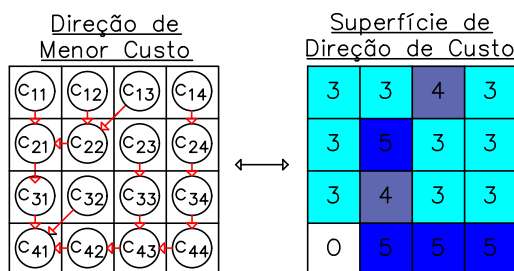 Direção de
Menor Custo
C11 C12 C13 C14
C21 C22 C23 C24
C31 C32 C33 C34
C41 C42 C43 C44
Superfície de
Direção de Custo
3 3 4 3
3 5 3 3
3 4 3 3
0 5 5 5